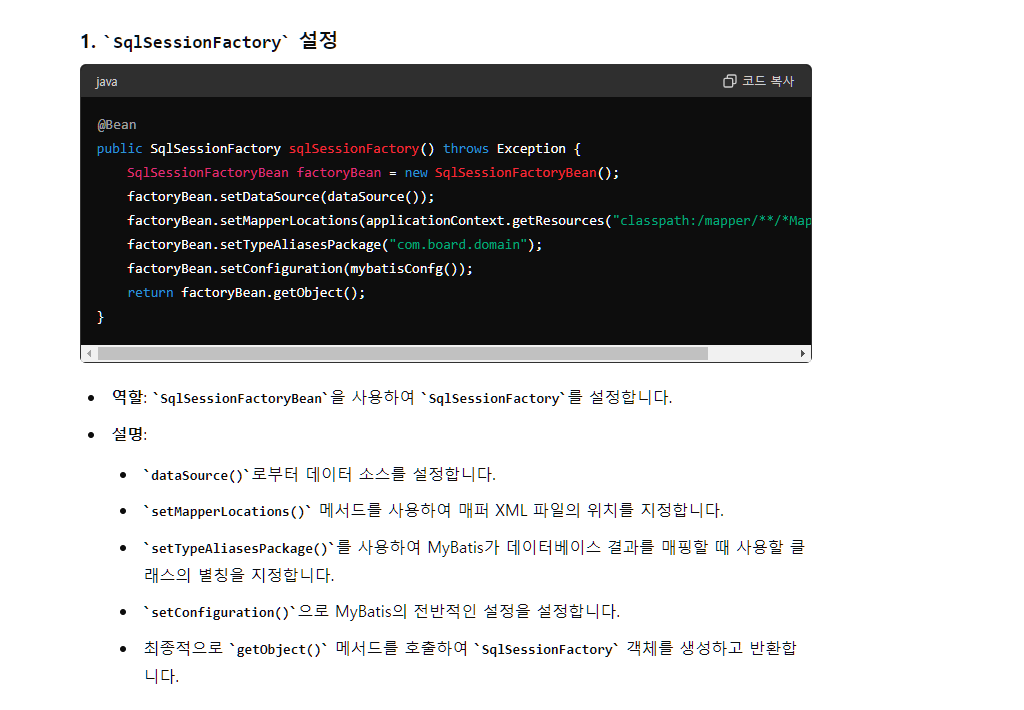 1. `SqlSessionFactory` 설정
java
코드 복사
@Bean
public SqlSessionFactory sqlSessionFactory() throws Exception {
    SqlSessionFactoryBean factoryBean = new SqlSessionFactoryBean();
    factoryBean.setDataSource(dataSource());
    factoryBean.setMapperLocations(applicationContext.getResources("classpath:/mapper/**/*Map
    factoryBean.setTypeAliasesPackage("com.board.domain");
    factoryBean.setConfiguration(mybatisConfg());
    return factoryBean.getObject();
}
• 역할: `SqlSessionFactoryBean`을 사용하여 `SqlSessionFactory`를 설정합니다.
• 설명:
• `dataSource()`로부터 데이터 소스를 설정합니다.
• `setMapperLocations()` 메서드를 사용하여 매퍼 XML 파일의 위치를 지정합니다.
• `setTypeAliasesPackage()`를 사용하여 MyBatis가 데이터베이스 결과를 매핑할 때 사용할 클
래스의 별칭을 지정합니다.
• `setConfiguration()`으로 MyBatis의 전반적인 설정을 설정합니다.
• 최종적으로 `getObject()` 메서드를 호출하여 `SqlSessionFactory` 객체를 생성하고 반환합
니다.